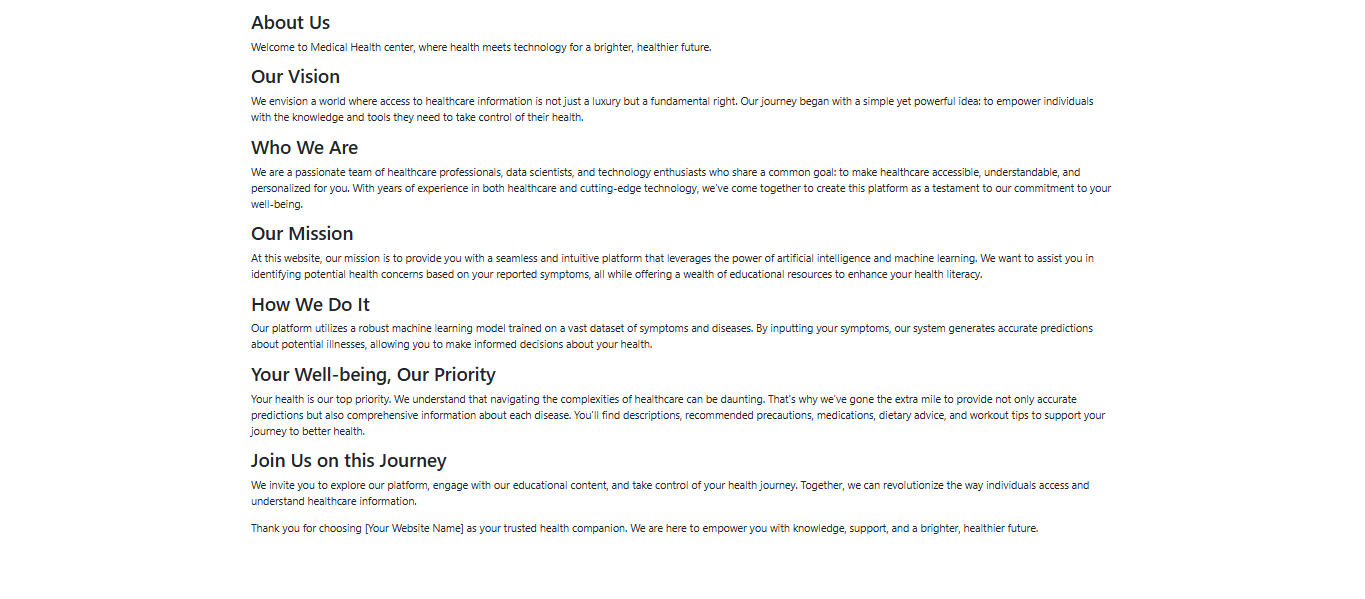 About Us
Welcome to Medical Health center, where health meets technology for a brighter, healthier future.
Our Vision
We envision a world where access to healthcare information is not just a luxury but a fundamental right. Our journey began with a simple yet powerful idea: to empower individuals
with the knowledge and tools they need to take control of their health.
Who We Are
We are a passionate team of healthcare professionals, data scientists, and technology enthusiasts who share a common goal: to make healthcare accessible, understandable, and
personalized for you. With years of experience in both healthcare and cutting-edge technology, we've come together to create this platform as a testament to our commitment to your
well-being.
Our Mission
At this website, our mission is to provide you with a seamless and intuitive platform that leverages the power of artificial intelligence and machine learning. We want to assist you in
identifying potential health concerns based on your reported symptoms, all while offering a wealth of educational resources to enhance your health literacy.
How We Do It
Our platform utilizes a robust machine learning model trained on a vast dataset of symptoms and diseases. By inputting your symptoms, our system generates accurate predictions
about potential illnesses, allowing you to make informed decisions about your health.
Your Well-being, Our Priority
Your health is our top priority. We understand that navigating the complexities of healthcare can be daunting. That's why we've gone the extra mile to provide not only accurate
predictions but also comprehensive information about each disease. You'll find descriptions, recommended precautions, medications, dietary advice, and workout tips to support your
journey to better health.
Join Us on this Journey
We invite you to explore our platform, engage with our educational content, and take control of your health journey. Together, we can revolutionize the way individuals access and
understand healthcare information.
Thank you for choosing [Your Website Name] as your trusted health companion. We are here to empower you with knowledge, support, and a brighter, healthier future.